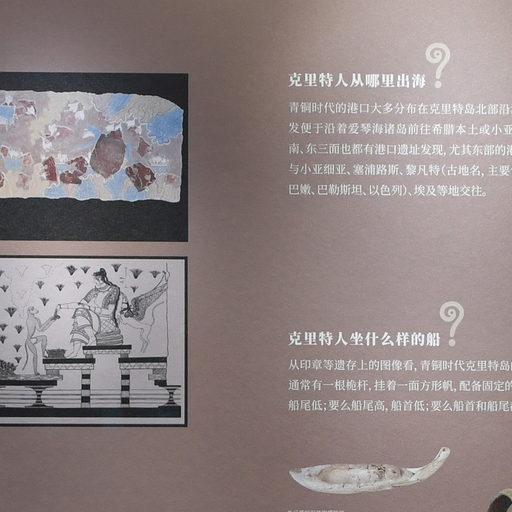 克里特人从哪里出海?
青铜时代的港口大多分布在克里特岛北部沿
发便于沿着爱琴海诸岛前往希腊本土或小亚
南、东三面也都有港口遗址发现, 尤其东部的港
与小亚细亚、塞浦路斯、黎凡特(古地名, 主要
巴嫩、巴勒斯坦、以色列)、埃及等地交往。
克里特人坐什么样的船?
从印章等遗存上的图像看, 青铜时代克里特岛
通常有一根桅杆, 挂着一面方形帆, 配备固定的
船尾低; 要么船尾高, 船首低; 要么船首和船尾